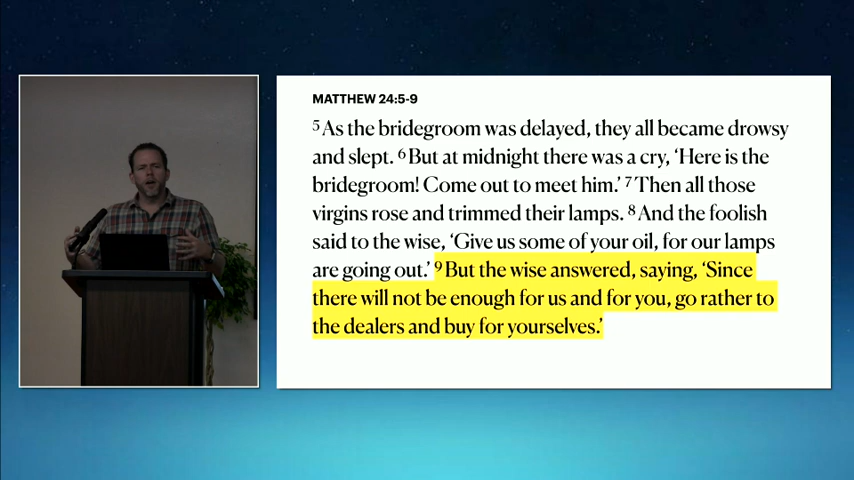 MATTHEW 24:5-9
5 As the bridegroom was delayed, they all became drowsy
and slept. 6 But at midnight there was a cry, ‘Here is the
bridegroom! Come out to meet him.’ 7 Then all those
virgins rose and trimmed their lamps. 8 And the foolish
said to the wise, ‘Give us some of your oil, for our lamps
are going out.’ 9 But the wise answered, saying, ‘Since
there will not be enough for us and for you, go rather to
the dealers and buy for yourselves.’